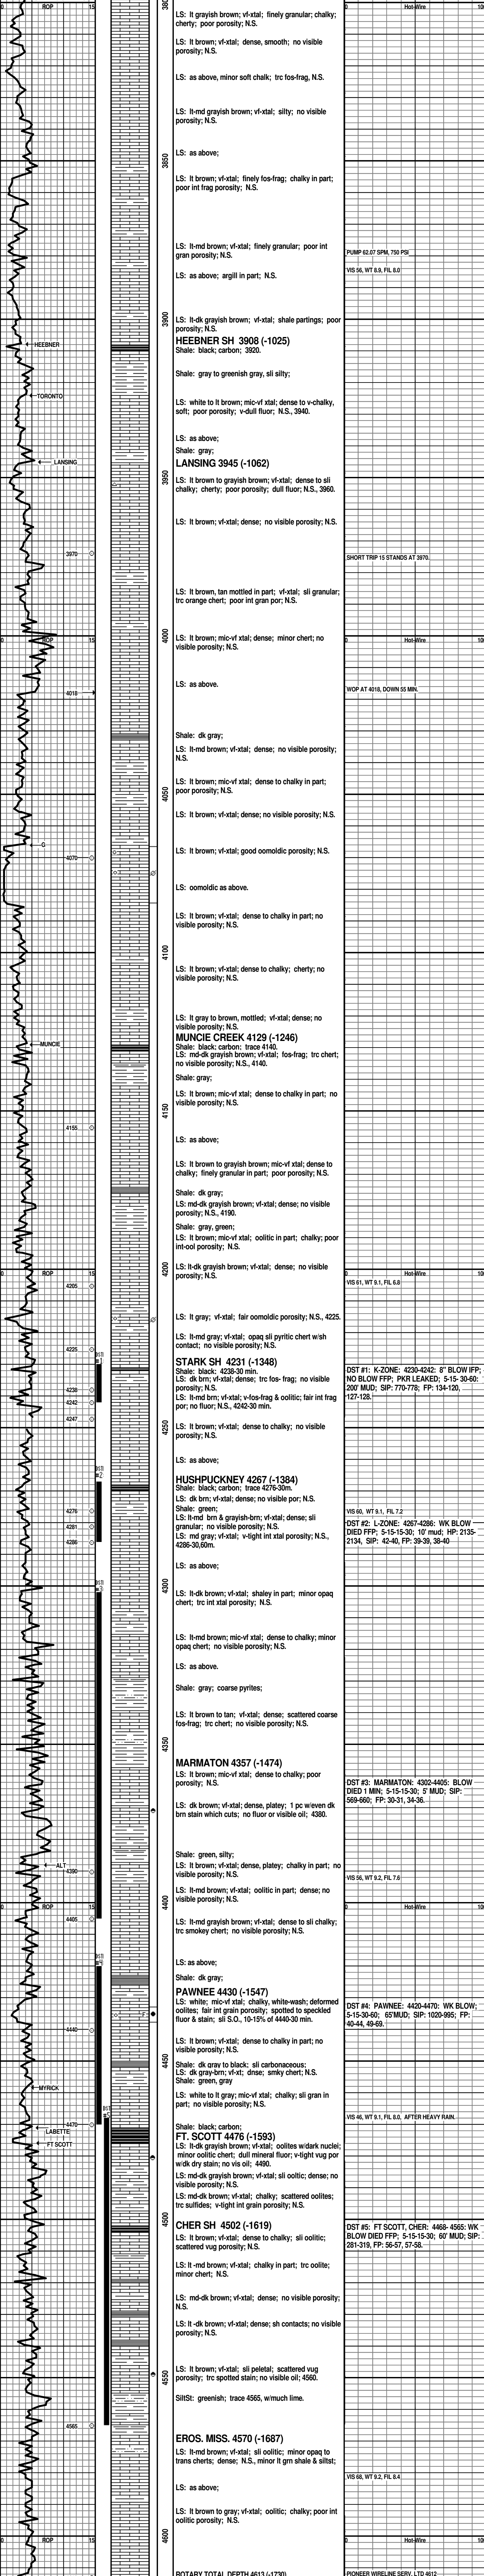 ROP 15
380
0 Hot-Wire 100
LS: lt grayish brown; vf-xtal; finely granular; chalky;
cherty; poor porosity; N.S.
LS: lt brown; vf-xtal; dense, smooth; no visible
porosity; N.S.
LS: as above, minor soft chalk; trc fos-frag, N.S.
LS: lt-md grayish brown; vf-xtal; silty; no visible
porosity; N.S.
LS: as above;
3850
LS: lt brown; vf-xtal; finely fos-frag; chalky in part;
poor int frag porosity; N.S.
LS: lt-md brown; vf-xtal; finely granular; poor int
gran porosity; N.S.
PUMP 62.07 SPM, 750 PSI
LS: as above; argill in part; N.S.
VIS 56, WT 8.9, FIL 8.0
3900
LS: lt-dk grayish brown; vf-xtal; shale partings; poor
porosity; N.S.
HEEBNER SH 3908 (-1025)
HEEBNER
Shale: black; carbon; 3920.
Shale: gray to greenish gray, sli silty;
TORONTO
LS: white to lt brown; mic-vf xtal; dense to v-chalky,
soft; poor porosity; v-dull fluor; N.S., 3940.
LS: as above;
Shale: gray;
LANSING 3945 (-1062)
LANSING
3950
LS: lt brown to grayish brown; vf-xtal; dense to sli
chalky; cherty; poor porosity; dull fluor; N.S., 3960.
LS: lt brown; vf-xtal; dense; no visible porosity; N.S.
3970
SHORT TRIP 15 STANDS AT 3970.
LS: lt brown, tan mottled in part; vf-xtal; sli granular;
trc orange chert; poor int gran por; N.S.
4000
0 ROP 15
0 Hot-Wire 100
LS: lt brown; mic-vf xtal; dense; minor chert; no
visible porosity; N.S.
LS: as above.
4018
WOP AT 4018, DOWN 55 MIN.
Shale: dk gray;
LS: lt-md brown; vf-xtal; dense; no visible porosity;
N.S.
LS: lt brown; mic-vf xtal; dense to chalky in part;
poor porosity; N.S.
4050
LS: lt brown; vf-xtal; dense; no visible porosity; N.S.
G
LS: lt brown; vf-xtal; good oomoldic porosity; N.S.
4070
LS: oomoldic as above.
LS: lt brown; vf-xtal; dense to chalky in part; no
visible porosity; N.S.
4100
LS: lt brown; vf-xtal; dense to chalky; cherty; no
visible porosity; N.S.
LS: lt gray to brown, mottled; vf-xtal; dense; no
visible porosity; N.S.
MUNCIE CREEK 4129 (-1246)
MUNCIE
Shale: black; carbon; trace 4140.
LS: md-dk grayish brown; vf-xtal; fos-frag; trc chert;
no visible porosity; N.S., 4140.
Shale: gray;
LS: lt brown; mic-vf xtal; dense to chalky in part; no
visible porosity; N.S.
4150
4155
LS: as above;
LS: lt brown to grayish brown; mic-vf xtal; dense to
chalky; finely granular in part; poor porosity; N.S.
Shale: dk gray;
LS: md-dk grayish brown; vf-xtal; dense; no visible
porosity; N.S., 4190.
Shale: gray, green;
LS: lt brown; mic-vf xtal; oolitic in part; chalky; poor
int-ool porosity; N.S.
4200
LS: lt-dk grayish brown; vf-xtal; dense; no visible
porosity; N.S.
0 ROP 15
0 Hot-Wire 100
4205
VIS 61, WT 9.1, FIL 6.8
LS: lt gray; vf-xtal; fair oomoldic porosity; N.S., 4225.
LS: lt-md gray; vf-xtal; opaq sli pyritic chert w/sh
contact; no visible porosity; N.S.
4225
DST
#1
STARK SH 4231 (-1348)
Shale: black; 4238-30 min.
LS: dk brn; vf-xtal; dense; trc fos- frag; no visible
porosity; N.S.
LS: lt-md brn; vf-xtal; v-fos-frag & oolitic; fair int frag
por; no fluor; N.S., 4242-30 min.
4238
4242
4247
DST #1: K-ZONE: 4230-4242: 8" BLOW IFP;
NO BLOW FFP; PKR LEAKED; 5-15- 30-60:
200' MUD; SIP: 770-778; FP: 134-120,
127-128.
4250
LS: lt brown; vf-xtal; dense to chalky; no visible
porosity; N.S.
LS: as above;
DST
#2
HUSHPUCKNEY 4267 (-1384)
Shale: black; carbon; trace 4276-30m.
LS: dk brn; vf-xtal; dense; no visible por; N.S.
Shale: green;
LS: lt-md brn & grayish-brn; vf-xtal; dense; sli
granular; no visible porosity; N.S.
LS: md gray; vf-xtal; v-tight int xtal porosity; N.S.,
4286-30,60m.
4276
4281
4286
VIS 60, WT 9.1, FIL 7.2
DST #2: L-ZONE: 4267-4286: WK BLOW
DIED FFP; 5-15-15-30; 10' mud; HP: 2135-
2134, SIP: 42-40, FP: 39-39, 38-40
LS: as above;
4300
DST
#3
LS: lt-dk brown; vf-xtal; shaley in part; minor opaq
chert; trc int xtal porosity; N.S.
LS: lt-md brown; mic-vf xtal; dense to chalky; minor
opaq chert; no visible porosity; N.S.
LS: as above.
Shale: gray; coarse pyrites;
LS: lt brown to tan; vf-xtal; dense; scattered coarse
fos-frag; trc chert; no visible porosity; N.S.
4350
MARMATON 4357 (-1474)
LS: lt brown; mic-vf xtal; dense to chalky; poor
porosity; N.S.
DST #3: MARMATON: 4302-4405: BLOW
DIED 1 MIN; 5-15-15-30; 5' MUD; SIP:
569-660; FP: 30-31, 34-36.
LS: dk brown; vf-xtal; dense, platey; 1 pc w/even dk
brn stain which cuts; no fluor or visible oil; 4380.
Shale: green, silty;
LS: lt brown; vf-xtal; dense, platey; chalky in part; no
visible porosity; N.S.
ALT
4390
VIS 56, WT 9.2, FIL 7.6
LS: lt-md brown; vf-xtal; oolitic in part; dense; no
visible porosity; N.S.
4400
0 ROP 15
0 Hot-Wire 100
4405
LS: lt-md grayish brown; vf-xtal; dense to sli chalky;
trc smokey chert; no visible porosity; N.S.
DST
#4
LS: as above;
Shale: dk gray;
PAWNEE 4430 (-1547)
LS: white; mic-vf xtal; chalky, white-wash; deformed
oolites; fair int grain porosity; spotted to speckled
fluor & stain; sli S.O., 10-15% of 4440-30 min.
DST #4: PAWNEE: 4420-4470: WK BLOW;
5-15-30-60; 65'MUD; SIP: 1020-995; FP:
40-44, 49-69.
4440
LS: lt brown; vf-xtal; dense to chalky in part; no
visible porosity; N.S.
4450
Shale: dk gray to black: sli carbonaceous:
LS: dk gray-brn; vf-xt; dnse; smky chert; N.S.
Shale: green, gray
MYRICK
LS: white to lt gray; mic-vf xtal; chalky; sli gran in
part; no visible porosity; N.S.
DST
#5
VIS 46, WT 9.1, FIL 8.0, AFTER HEAVY RAIN.
4470
LABETTE
Shale: black; carbon;
FT. SCOTT 4476 (-1593)
FT SCOTT
LS: lt-dk grayish brown; vf-xtal; oolites w/dark nuclei;
minor oolitic chert; dull mineral fluor; v-tight vug por
w/dk dry stain; no vis oil; 4490.
LS: md-dk grayish brown; vf-xtal; sli ooltic; dense; no
visible porosity; N.S.
LS: md-dk brown; vf-xtal; chalky; scattered oolites;
trc sulfides; v-tight int grain porosity; N.S.
4500
CHER SH 4502 (-1619)
LS: lt brown; vf-xtal; dense to chalky; sli oolitic;
scattered vug porosity; N.S.
DST #5: FT SCOTT, CHER: 4468- 4565: WK
BLOW DIED FFP; 5-15-15-30; 60' MUD; SIP:
281-319, FP: 56-57, 57-58.
LS: lt -md brown; vf-xtal; chalky in part; trc oolite;
minor chert; N.S.
LS: md-dk brown; vf-xtal; dense; no visible porosity;
N.S.
LS: lt -dk brown; vf-xtal; dense; sh contacts; no visible
porosity; N.S.
4550
LS: lt brown; vf-xtal; sli peletal; scattered vug
porosity; trc spotted stain; no visible oil; 4560.
SiltSt: greenish; trace 4565, w/much lime.
4565
EROS. MISS. 4570 (-1687)
LS: lt-md brown; vf-xtal; sli oolitic; minor opaq to
trans cherts; dense; N.S., minor lt grn shale & siltst;
VIS 68, WT 9.2, FIL 8.4
LS: as above;
LS: lt brown to gray; vf-xtal; oolitic; chalky; poor int
oolitic porosity; N.S.
4600
0 ROP 15
0 Hot-Wire 100
ROTARY TOTAL DEPTH 4613 (-1730)
PIONEER WIRELINE SERV. LTD 4612